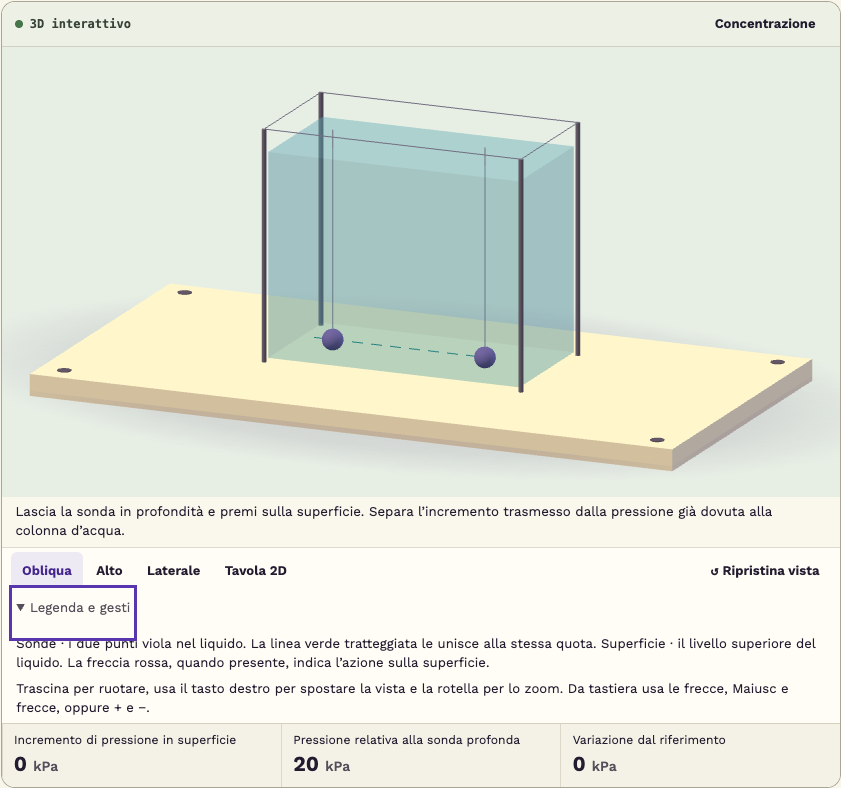 3D interattivo
Concentrazione
Lascia la sonda in profondità e premi sulla superficie. Separa l’incremento trasmesso dalla pressione già dovuta alla
colonna d’acqua.
Obliqua Alto Laterale Tavola 2D ↺ Ripristina vista
▼ Legenda e gesti
Sonde · i due punti viola nel liquido. La linea verde tratteggiata le unisce alla stessa quota. Superficie · il livello superiore del
liquido. La freccia rossa, quando presente, indica l’azione sulla superficie.
Trascina per ruotare, usa il tasto destro per spostare la vista e la rotella per lo zoom. Da tastiera usa le frecce, Maiusc e
frecce, oppure + e −.
Incremento di pressione in superficie
0 kPa
Pressione relativa alla sonda profonda
20 kPa
Variazione dal riferimento
0 kPa